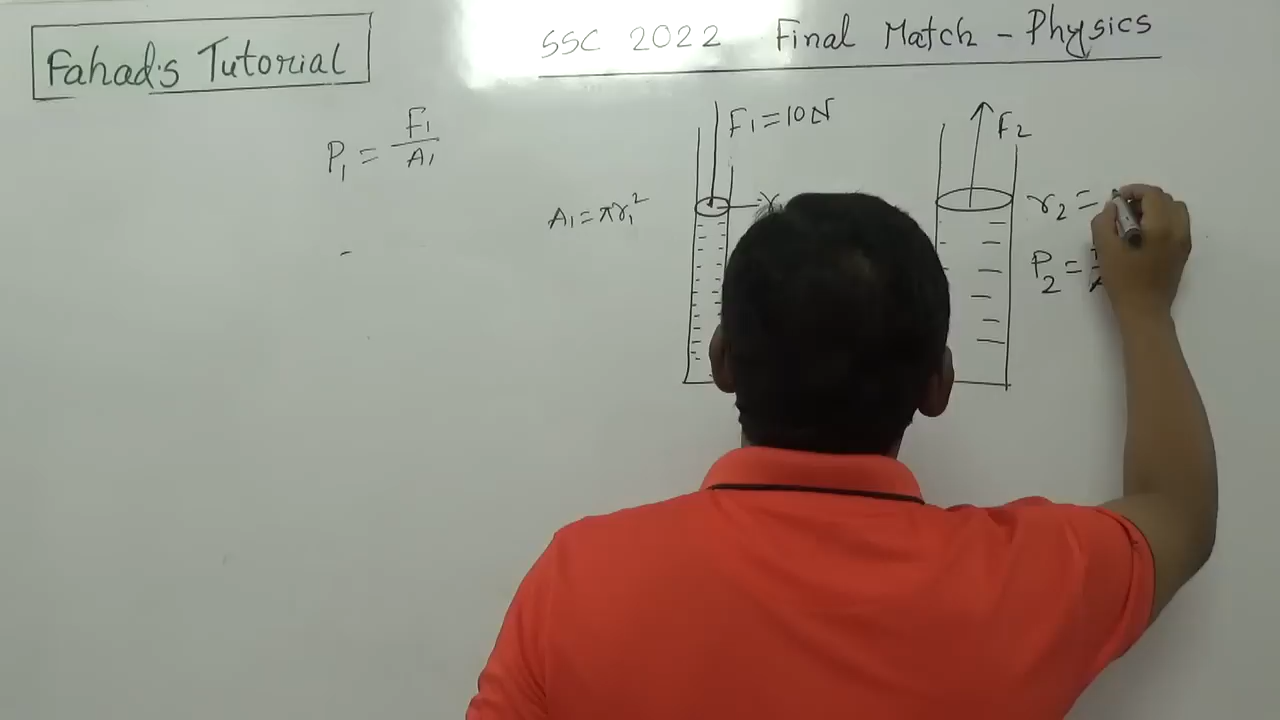 Fahad's Tutorial
SSC 2022 Final Match - Physics
P₁ = F₁/A₁
F₁ = 10N
F₂
A₁ = πr₁²
r₂ =
P₂ =